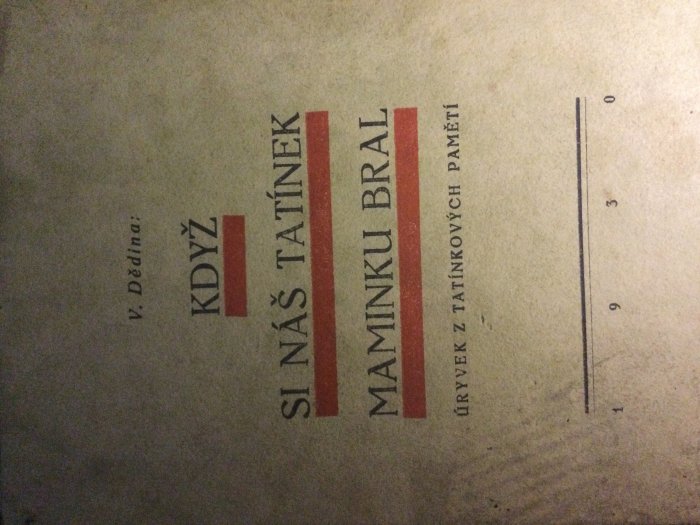 V. Dědina:
KDYŽ
SI NÁŠ TATÍNEK
MAMINKU BRAL
ÚRYVEK Z TATÍNKOVÝCH PAMĚTÍ
1 9 3 0